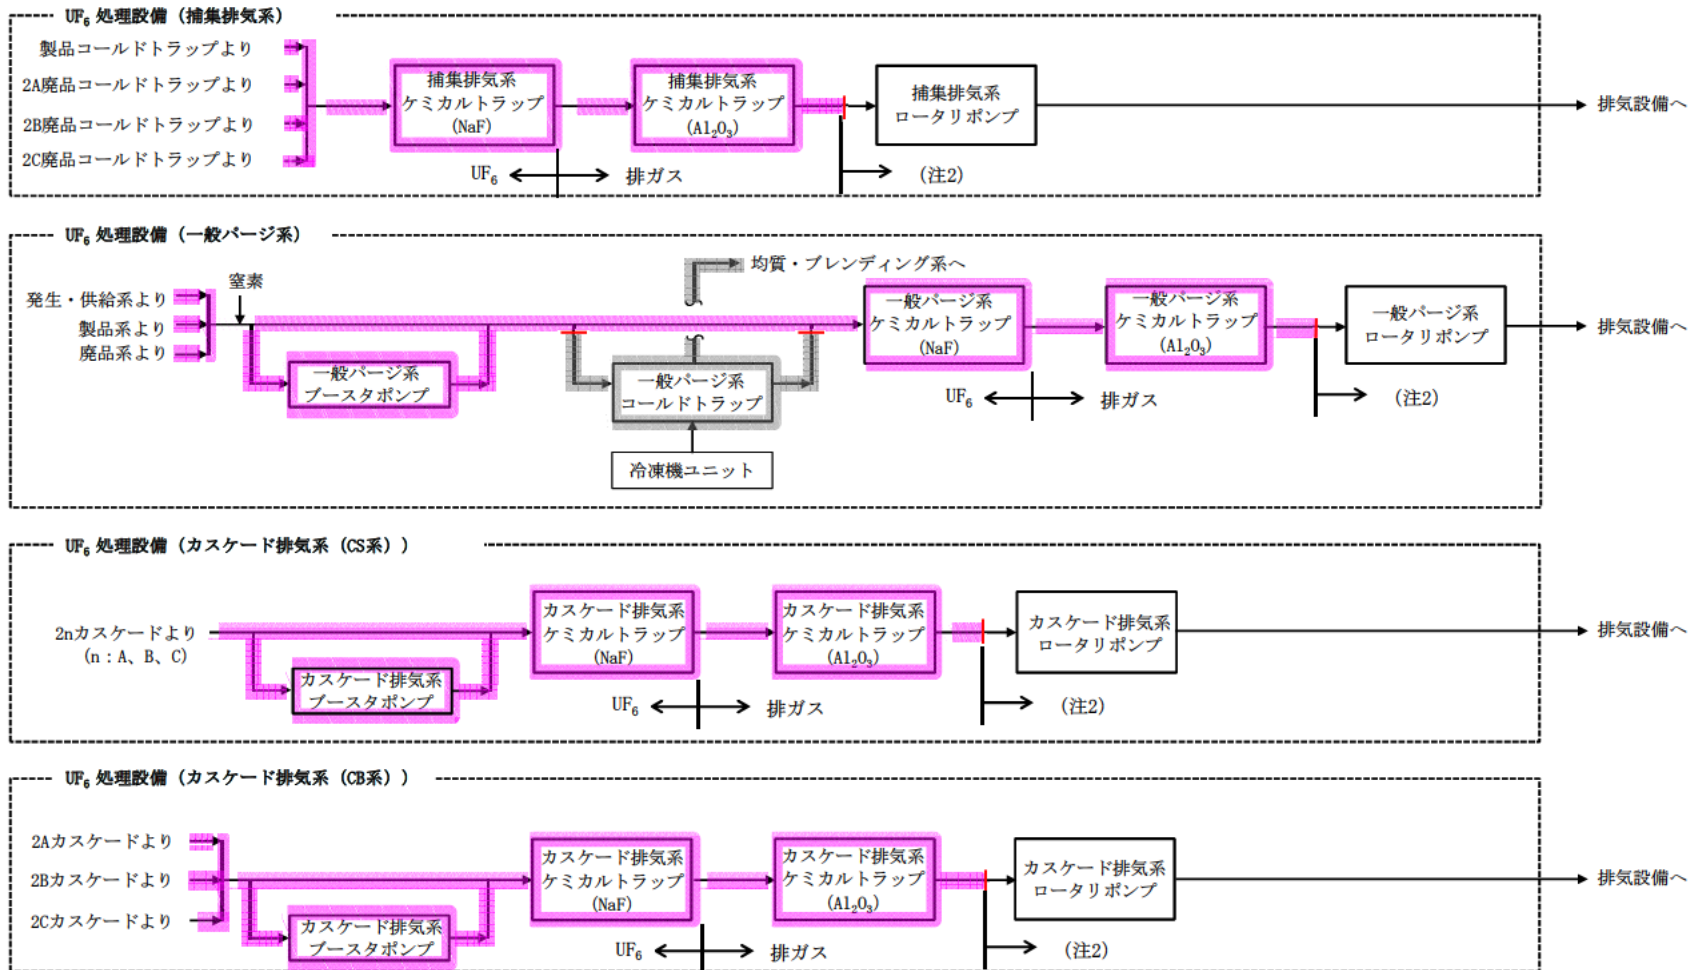 UF₆ 処理設備（捕集排気系）
製品コールドトラップより
2A廃品コールドトラップより
2B廃品コールドトラップより
2C廃品コールドトラップより
捕集排気系
ケミカルトラップ
(NaF)
捕集排気系
ケミカルトラップ
(Al₂O₃)
捕集排気系
ロータリポンプ
排気設備へ
UF₆
排ガス
(注2)
UF₆ 処理設備（一般パージ系）
発生・供給系より
製品系より
廃品系より
窒素
一般パージ系
ブースタポンプ
均質・ブレンディング系へ
一般パージ系
コールドトラップ
冷凍機ユニット
一般パージ系
ケミカルトラップ
(NaF)
一般パージ系
ケミカルトラップ
(Al₂O₃)
一般パージ系
ロータリポンプ
排気設備へ
UF₆
排ガス
(注2)
UF₆ 処理設備（カスケード排気系（CS系））
2nカスケードより
(n：A、B、C)
カスケード排気系
ブースタポンプ
カスケード排気系
ケミカルトラップ
(NaF)
カスケード排気系
ケミカルトラップ
(Al₂O₃)
カスケード排気系
ロータリポンプ
排気設備へ
UF₆
排ガス
(注2)
UF₆ 処理設備（カスケード排気系（CB系））
2Aカスケードより
2Bカスケードより
2Cカスケードより
カスケード排気系
ブースタポンプ
カスケード排気系
ケミカルトラップ
(NaF)
カスケード排気系
ケミカルトラップ
(Al₂O₃)
カスケード排気系
ロータリポンプ
排気設備へ
UF₆
排ガス
(注2)